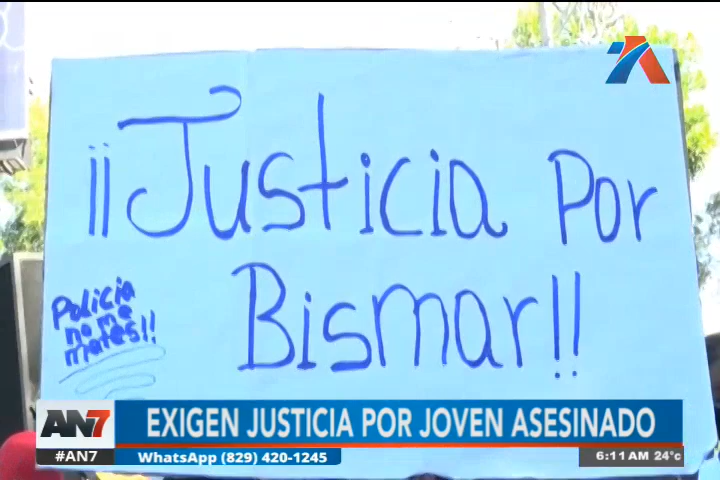 ¡¡Justicia Por
Bismar!!
Policia
no me
mates!!
AN7
EXIGEN JUSTICIA POR JOVEN ASESINADO
#AN7
WhatsApp (829) 420-1245
6:11 AM 24°c